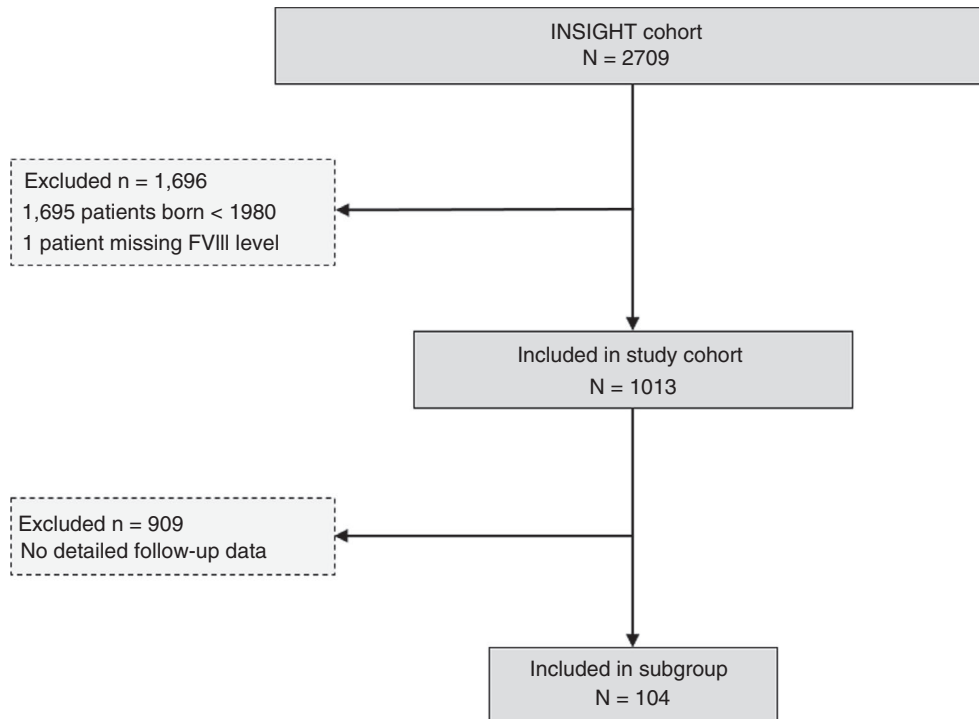 INSIGHT cohort
N = 2709
Excluded n = 1,696
1,695 patients born < 1980
1 patient missing FVIII level
Included in study cohort
N = 1013
Excluded n = 909
No detailed follow-up data
Included in subgroup
N = 104